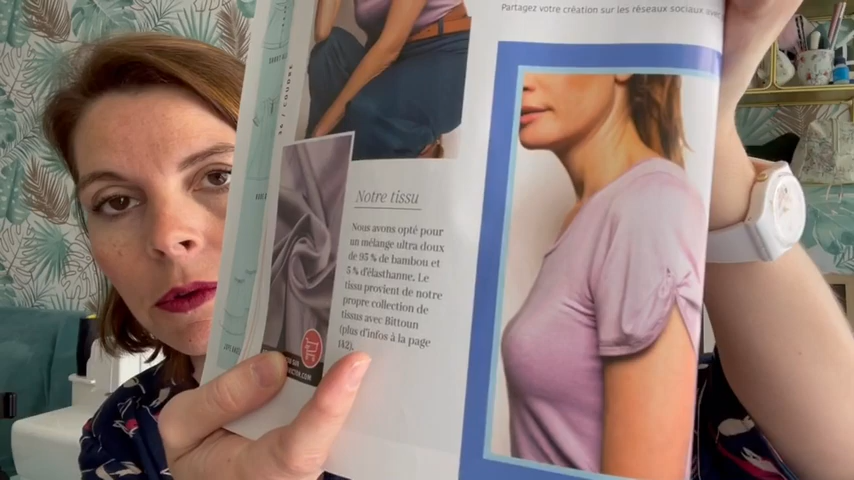 Partagez votre création sur les réseaux sociaux
Notre tissu
Nous avons opté pour
un mélange ultra doux
de 95 % de bambou et
5 % d'élasthanne. Le
tissu provient de notre
propre collection de
tissus avec Bittoun
(plus d'infos à la page
142).
/ COUDRE